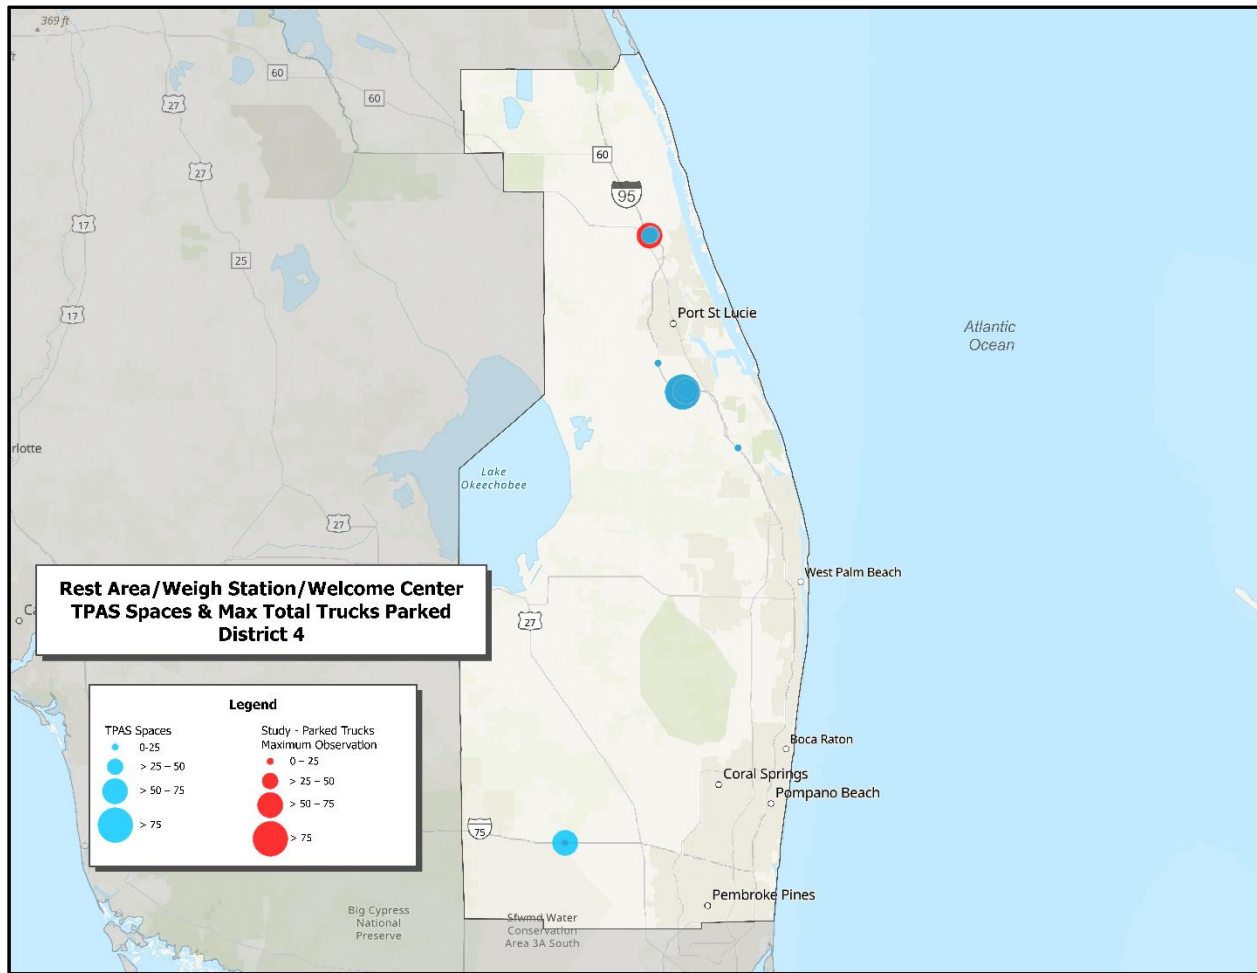 369 ft
60
27
60
27
60
95
17
25
17
Port St Lucie
Atlantic
Ocean
Lake
Okeechobee
27
West Palm Beach
Rest Area/Weigh Station/Welcome Center
TPAS Spaces & Max Total Trucks Parked
District 4
27
Legend
TPAS Spaces
0-25
> 25 – 50
> 50 – 75
> 75
Study - Parked Trucks
Maximum Observation
0 – 25
> 25 – 50
> 50 – 75
> 75
Boca Raton
Coral Springs
Pompano Beach
75
Pembroke Pines
Big Cypress
National
Preserve
Sfwmd Water
Conservation
Area 3A South